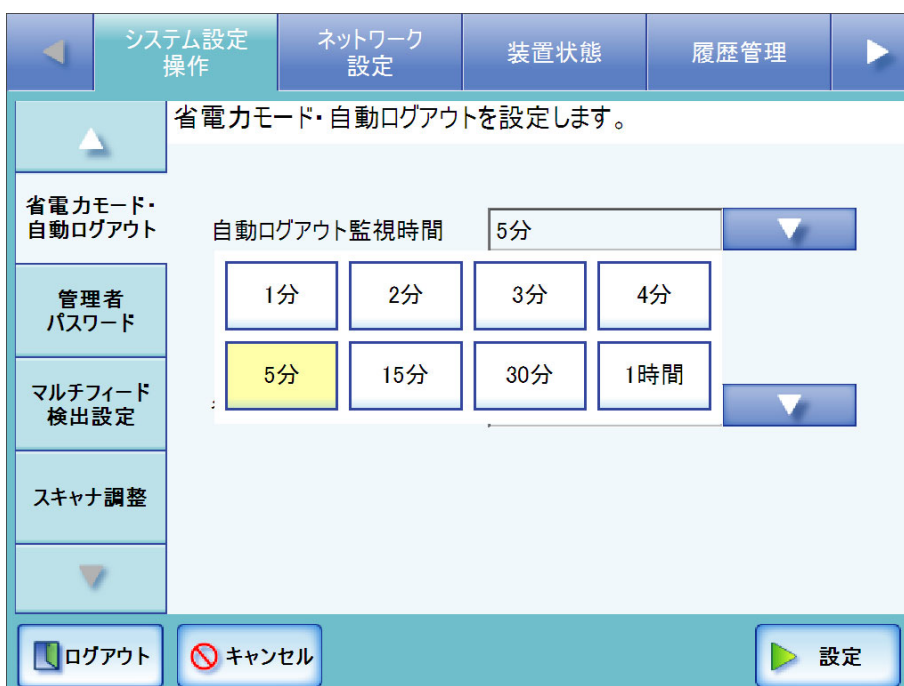 システム設定
操作
ネットワーク
設定
装置状態
履歴管理
省電力モード・自動ログアウトを設定します。
省電力モード・
自動ログアウト
自動ログアウト監視時間
5分
1分
2分
3分
4分
5分
15分
30分
1時間
管理者
パスワード
マルチフィード
検出設定
スキャナ調整
ログアウト
キャンセル
設定